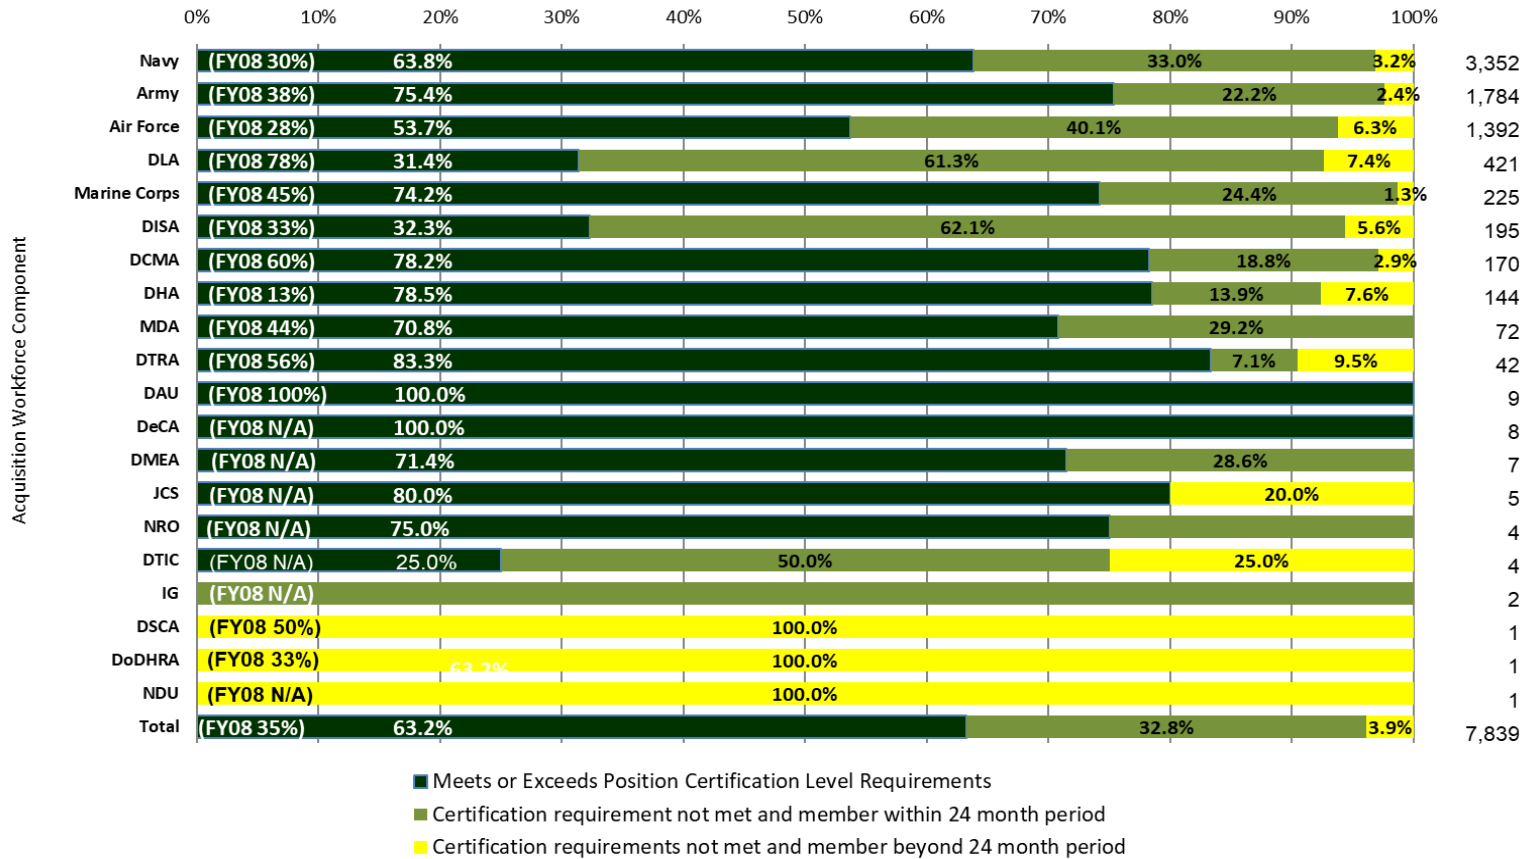 0% 10% 20% 30% 40% 50% 60% 70% 80% 90% 100%
Navy (FY08 30%) 63.8% 33.0% 3.2% 3,352
Army (FY08 38%) 75.4% 22.2% 2.4% 1,784
Air Force (FY08 28%) 53.7% 40.1% 6.3% 1,392
DLA (FY08 78%) 31.4% 61.3% 7.4% 421
Marine Corps (FY08 45%) 74.2% 24.4% 1.3% 225
DISA (FY08 33%) 32.3% 62.1% 5.6% 195
DCMA (FY08 60%) 78.2% 18.8% 2.9% 170
DHA (FY08 13%) 78.5% 13.9% 7.6% 144
MDA (FY08 44%) 70.8% 29.2% 72
DTRA (FY08 56%) 83.3% 7.1% 9.5% 42
DAU (FY08 100%) 100.0% 9
DeCA (FY08 N/A) 100.0% 8
DMEA (FY08 N/A) 71.4% 28.6% 7
JCS (FY08 N/A) 80.0% 20.0% 5
NRO (FY08 N/A) 75.0% 4
DTIC (FY08 N/A) 25.0% 50.0% 25.0% 4
IG (FY08 N/A) 2
DSCA (FY08 50%) 100.0% 1
DoDHRA (FY08 33%) 63.2% 100.0% 1
NDU (FY08 N/A) 100.0% 1
Total (FY08 35%) 63.2% 32.8% 3.9% 7,839
Acquisition Workforce Component
Meets or Exceeds Position Certification Level Requirements
Certification requirement not met and member within 24 month period
Certification requirements not met and member beyond 24 month period